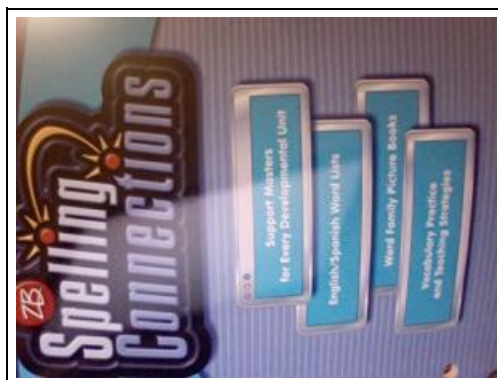 ZB
Spelling
Connections
Support Masters
for Every Developmental Unit
English/Spanish Word Lists
Word Family Picture Books
Vocabulary Practice
and Teaching Strategies